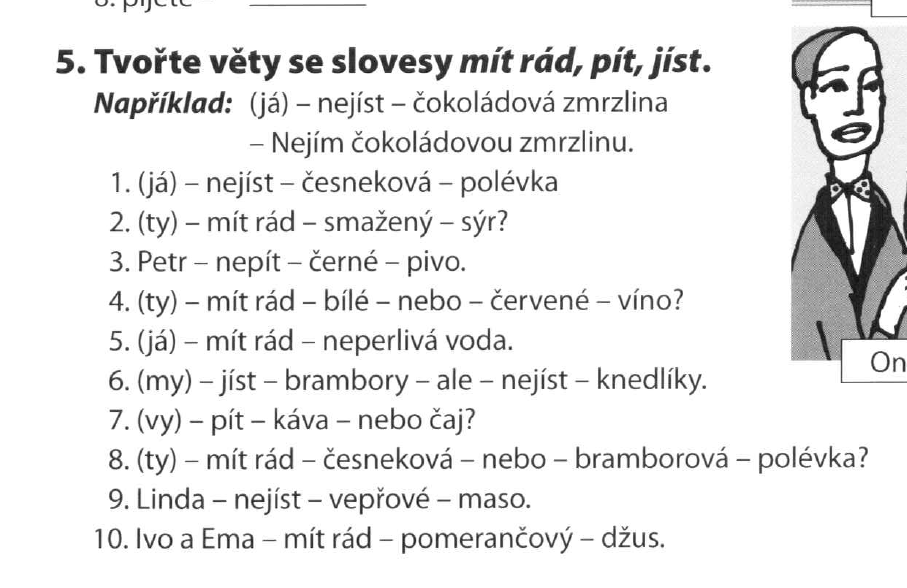 5. Tvořte věty se slovesy mít rád, pít, jíst.
Například: (já) – nejíst – čokoládová zmrzlina
– Nejím čokoládovou zmrzlinu.
1. (já) – nejíst – česneková – polévka
2. (ty) – mít rád – smažený – sýr?
3. Petr – nepít – černé – pivo.
4. (ty) – mít rád – bílé – nebo – červené – víno?
5. (já) – mít rád – neperlivá voda.
6. (my) – jíst – brambory – ale – nejíst – knedlíky.
7. (vy) – pít – káva – nebo čaj?
8. (ty) – mít rád – česneková – nebo – bramborová – polévka?
9. Linda – nejíst – vepřové – maso.
10. Ivo a Ema – mít rád – pomerančový – džus.
On